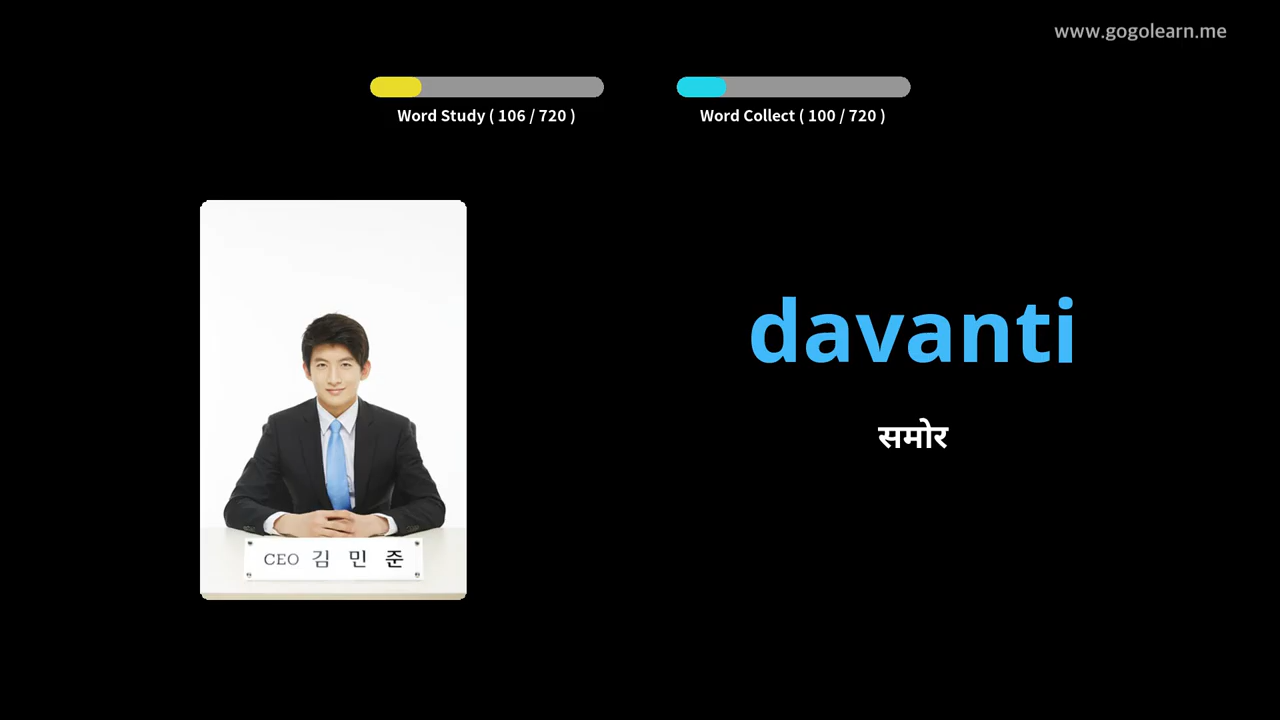 www.gogolearn.me
Word Study ( 106 / 720 )
Word Collect ( 100 / 720 )
davanti
समोर
CEO 김 민 준